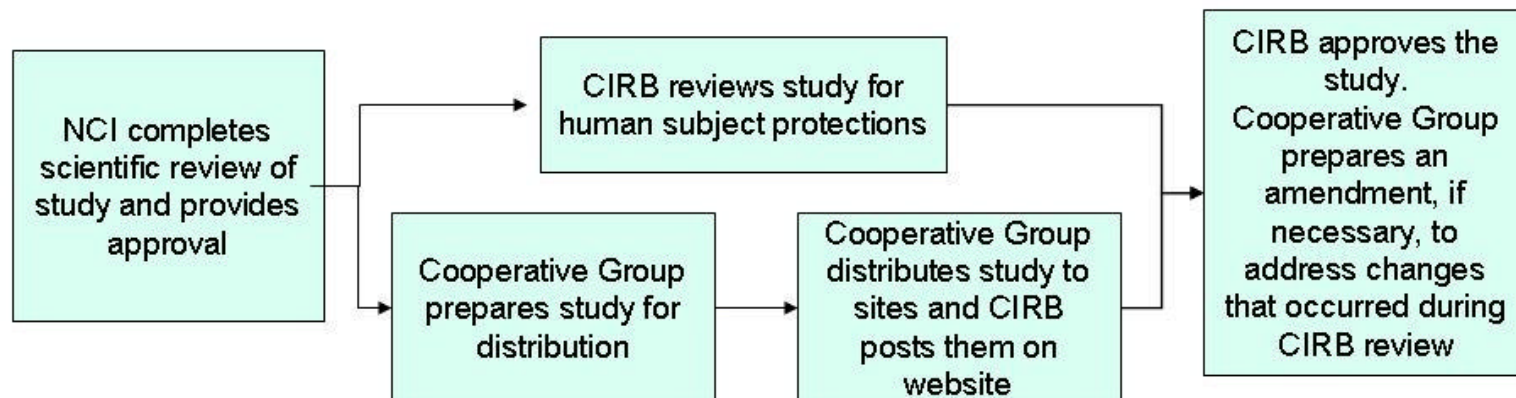 NCI completes
scientific review of
study and provides
approval
CIRB reviews study for
human subject protections
Cooperative Group
prepares study for
distribution
Cooperative Group
distributes study to
sites and CIRB
posts them on
website
CIRB approves the
study.
Cooperative Group
prepares an
amendment, if
necessary, to
address changes
that occurred during
CIRB review